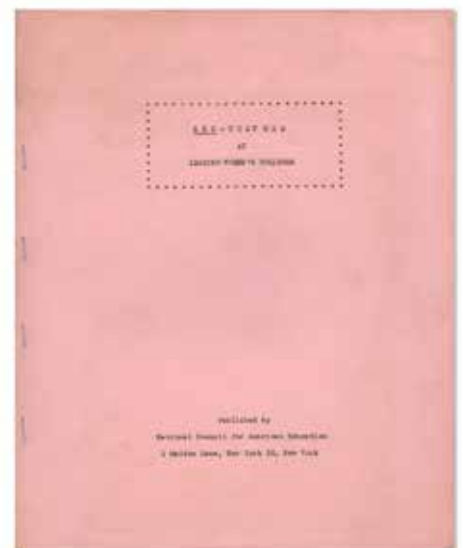 RED-UCATORS
AT
LEADING WOMEN'S COLLEGES
Published by
National Council for American Education
1 Maiden Lane, New York 38, New York